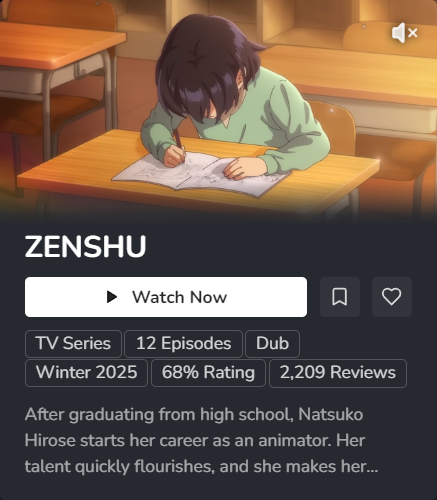 ZENSHU
Watch Now
TV Series
12 Episodes
Dub
Winter 2025
68% Rating
2,209 Reviews
After graduating from high school, Natsuko
Hirose starts her career as an animator. Her
talent quickly flourishes, and she makes her...